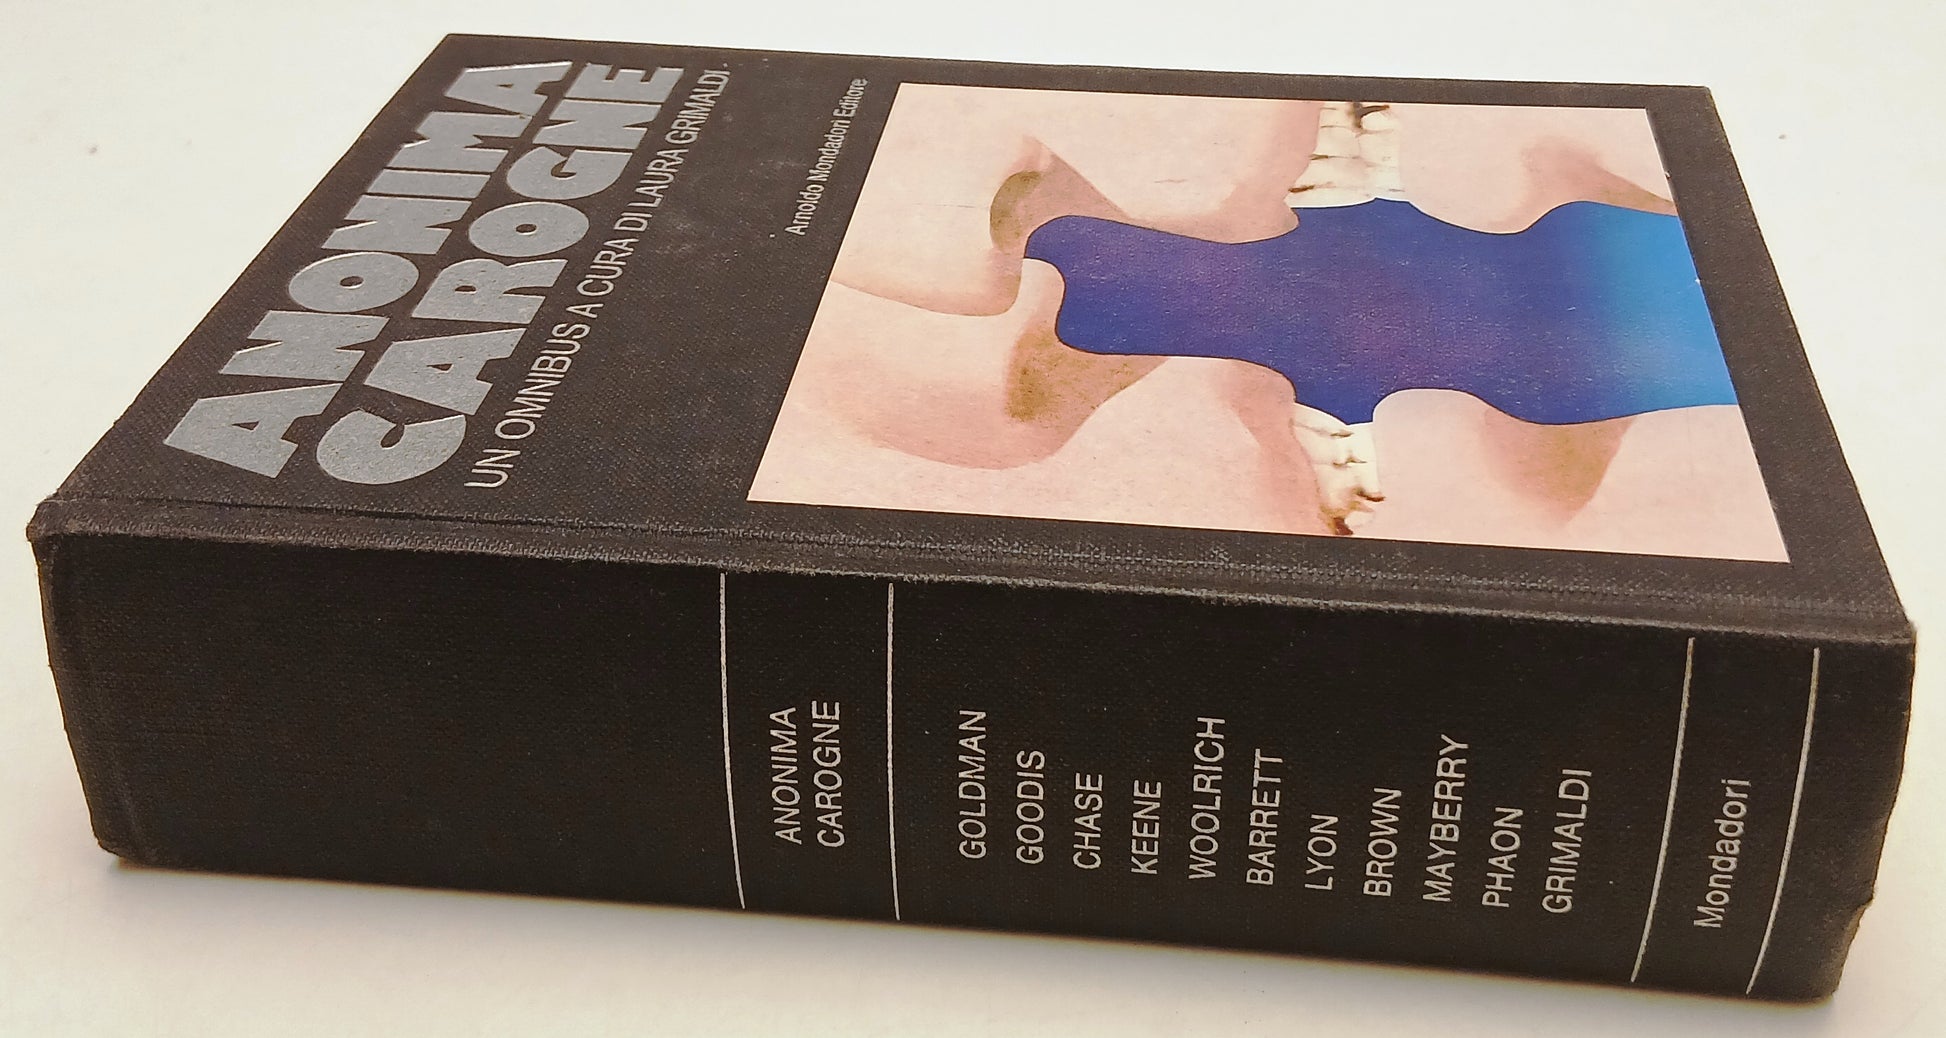 ANONIMA
CAROGNE
UN OMNIBUS A CURA DI LAURA GRIMALDI
Arnoldo Mondadori Editore
ANONIMA
CAROGNE
GOLDMAN
GOODIS
CHASE
KEENE
WOOLRICH
BARRETT
LYON
BROWN
MAYBERRY
PHAON
GRIMALDI
Mondadori